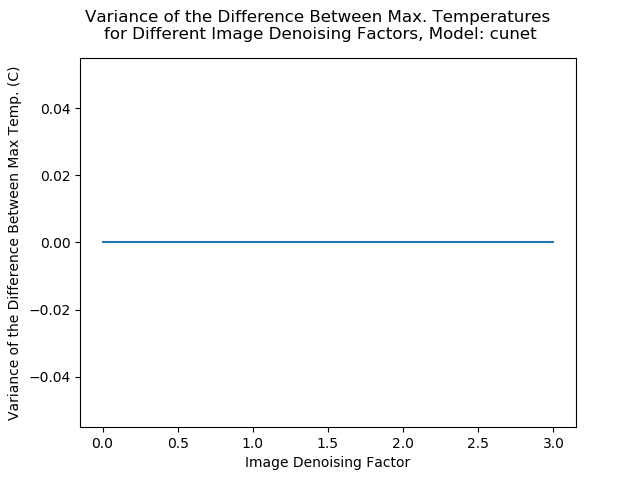 Variance of the Difference Between Max. Temperatures
for Different Image Denoising Factors, Model: cunet
Variance of the Difference Between Max Temp. (C)
0.04
0.02
0.00
−0.02
−0.04
0.0 0.5 1.0 1.5 2.0 2.5 3.0
Image Denoising Factor